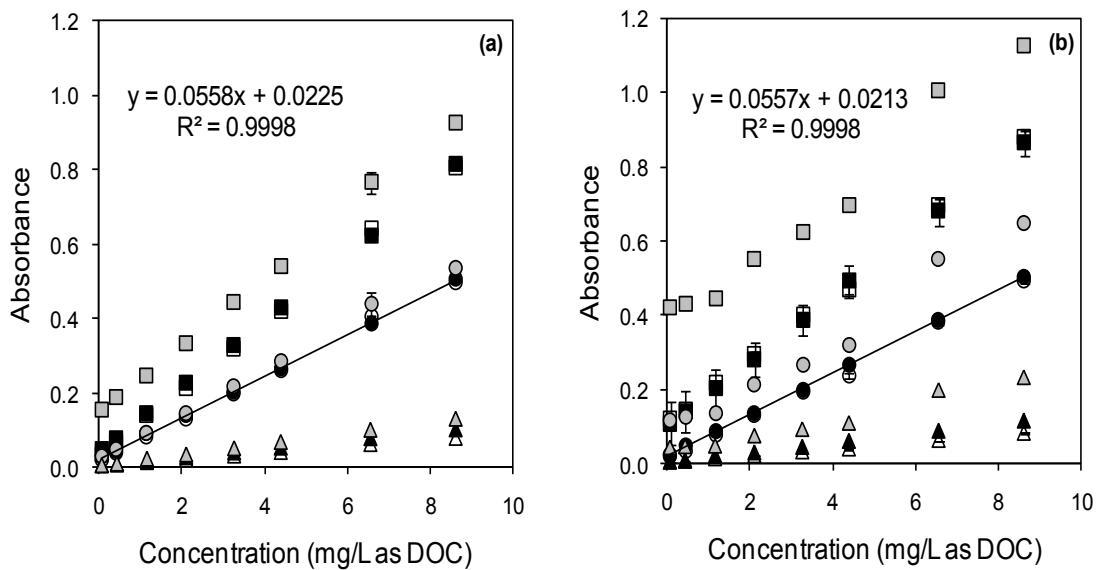 (a)
y = 0.0558x + 0.0225
R² = 0.9998
Absorbance
1.2
1.0
0.8
0.6
0.4
0.2
0.0
0 2 4 6 8 10
Concentration (mg/L as DOC)
(b)
y = 0.0557x + 0.0213
R² = 0.9998
Absorbance
1.2
1.0
0.8
0.6
0.4
0.2
0.0
0 2 4 6 8 10
Concentration (mg/L as DOC)